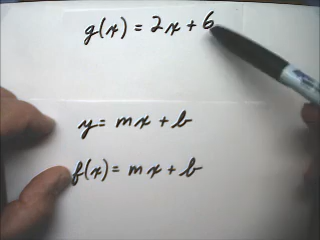 g(x) = 2x + 6
y = mx + b
f(x) = mx + b